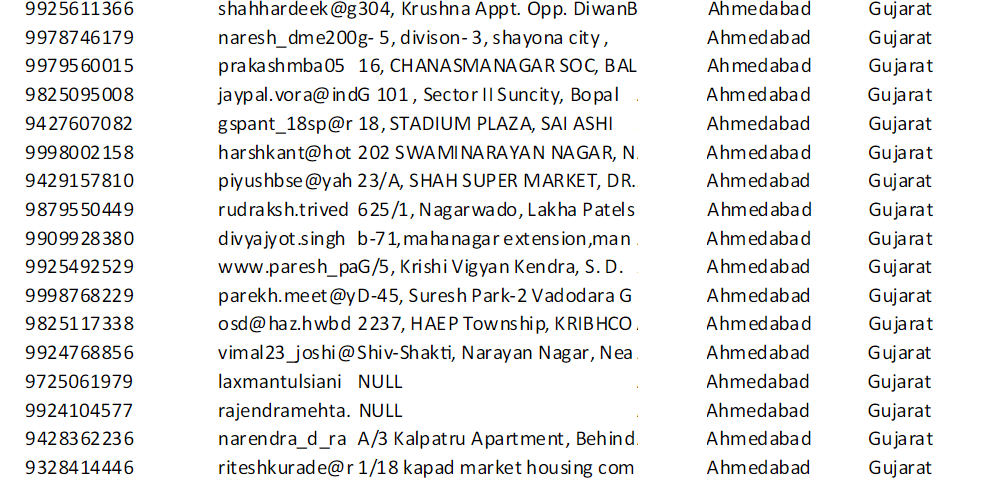 9925611366 shahhardeek@g304, Krushna Appt. Opp. DiwanB Ahmedabad Gujarat
9978746179 naresh_dme200g- 5, divison- 3, shayona city , Ahmedabad Gujarat
9979560015 prakashmba05 16, CHANASMANAGAR SOC, BAL Ahmedabad Gujarat
9825095008 jaypal.vora@indG 101 , Sector II Suncity, Bopal Ahmedabad Gujarat
9427607082 gspant_18sp@r 18, STADIUM PLAZA, SAI ASHI Ahmedabad Gujarat
9998002158 harshkant@hot 202 SWAMINARAYAN NAGAR, N. Ahmedabad Gujarat
9429157810 piyushbse@yah 23/A, SHAH SUPER MARKET, DR. Ahmedabad Gujarat
9879550449 rudraksh.trived 625/1, Nagarwado, Lakha Patels Ahmedabad Gujarat
9909928380 divyajyot.singh b-71,mahanagar extension,man Ahmedabad Gujarat
9925492529 www.paresh_paG/5, Krishi Vigyan Kendra, S. D. Ahmedabad Gujarat
9998768229 parekh.meet@yD-45, Suresh Park-2 Vadodara G Ahmedabad Gujarat
9825117338 osd@haz.hwbd 2237, HAEP Township, KRIBHCO Ahmedabad Gujarat
9924768856 vimal23_joshi@Shiv-Shakti, Narayan Nagar, Nea Ahmedabad Gujarat
9725061979 laxmantulsiani NULL Ahmedabad Gujarat
9924104577 rajendramehta. NULL Ahmedabad Gujarat
9428362236 narendra_d_ra A/3 Kalpatru Apartment, Behind Ahmedabad Gujarat
9328414446 riteshkurade@r 1/18 kapad market housing com Ahmedabad Gujarat